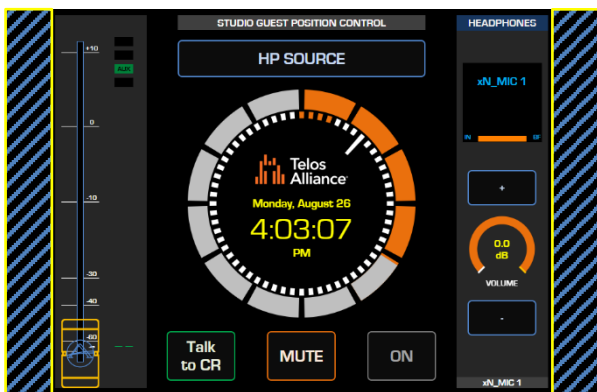 STUDIO GUEST POSITION CONTROL
HEADPHONES
HP SOURCE
+10
AUX
0
-10
-30
-40
-60
Telos
Alliance
Monday, August 26
4:03:07
PM
xN_MIC 1
IN
+
0.0
dB
VOLUME
-
Talk
to CR
MUTE
ON
xN_MIC 1